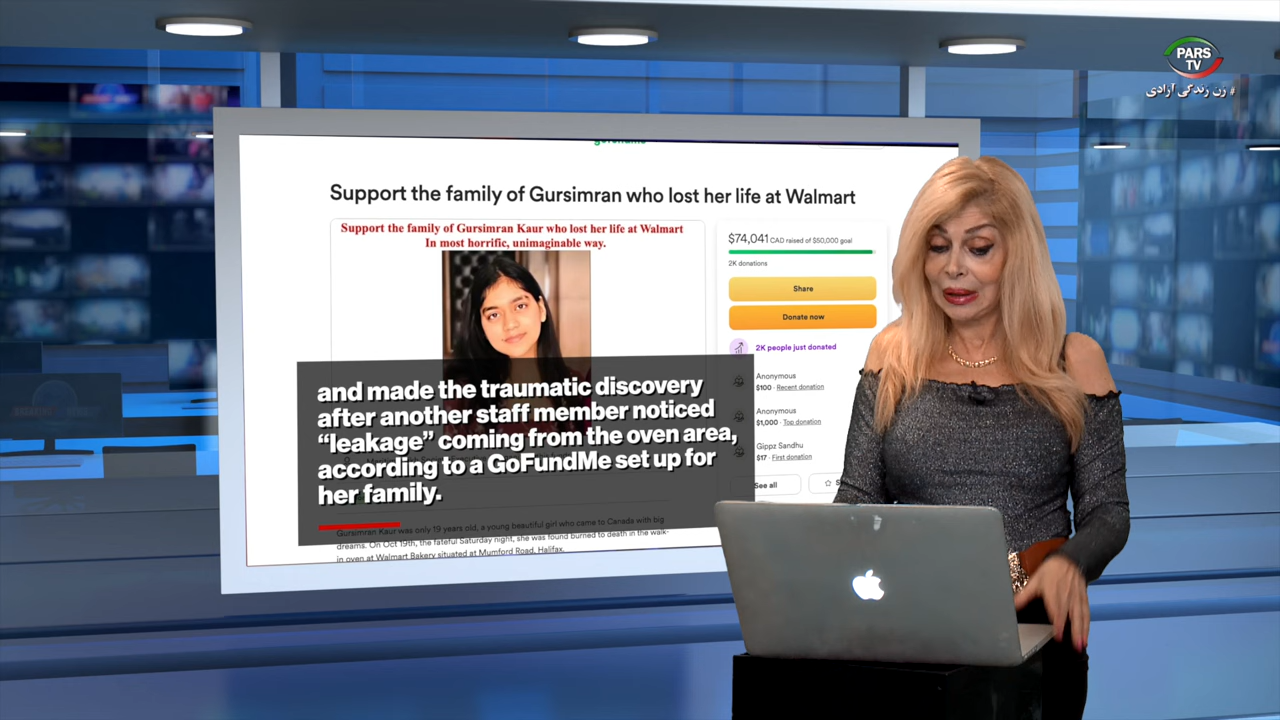 PARS
TV
# زن زندگی آزادی
Support the family of Gursimran who lost her life at Walmart
Support the family of Gursimran Kaur who lost her life at Walmart
In most horrific, unimaginable way.
$74,041 CAD raised of $50,000 goal
2K donations
Share
Donate now
2K people just donated
Anonymous
$100 · Recent donation
Anonymous
$1,000 · Top donation
Gippz Sandhu
$17 · First donation
See all
and made the traumatic discovery
after another staff member noticed
“leakage” coming from the oven area,
according to a GoFundMe set up for
her family.
Gursimran Kaur was only 19 years old, a young beautiful girl who came to Canada with big
dreams. On Oct 19th, the fateful Saturday night, she was found burned to death in the walk-
in oven at Walmart Bakery situated at Mumford Road, Halifax.